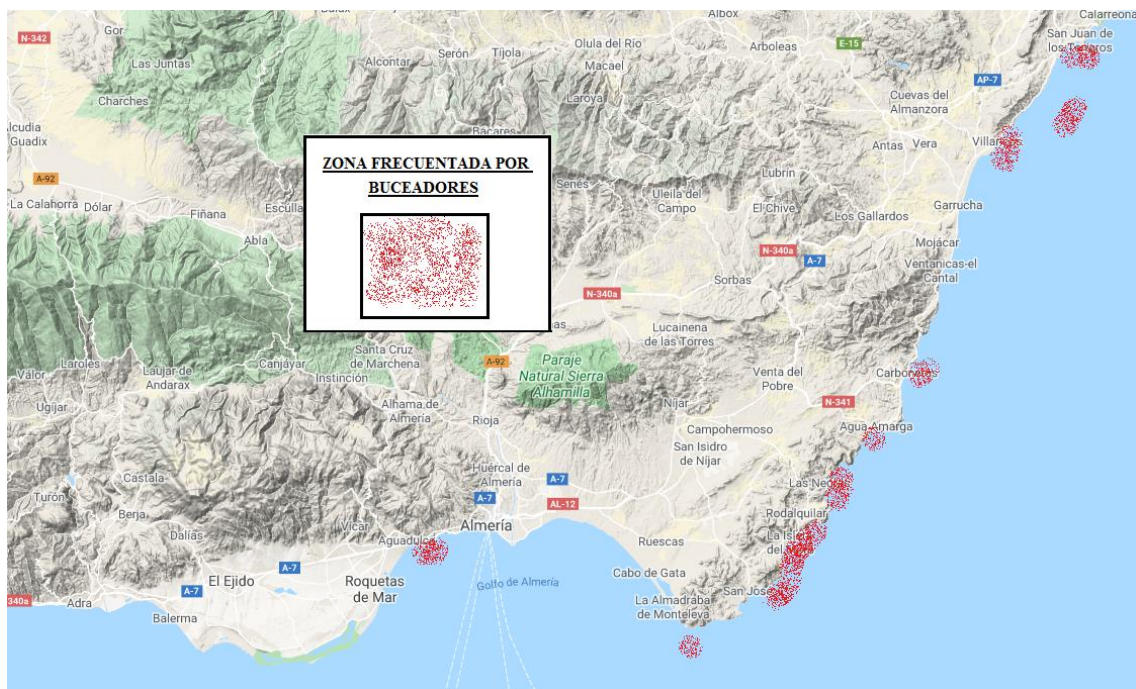 Calarreona
Gor
N-342
Dulax
Albox
San Juan
de los Terreros
Serón
Tíjola
Olula del Río
Arboleas
E-15
Las Juntas
Alcontar
Macael
AP-7
Cuevas del
Almanzora
Charches
Laroya
Bacares
Alcudia
Guadix
Antas
Vera
ZONA FRECUENTADA POR
BUCEADORES
A-92
Lubrín
Senés
La Calahorra
Dólar
Uleila del
Campo
El Chive
Garrucha
Fiñana
Los Gallardos
Abla
Mojácar
N-340a
A-7
Ventanicas-el
Cantal
Sorbas
N-340a
Lucainena
de las Torres
Santa Cruz
de Marchena
A-92
Paraje
Natural Sierra
Alhamilla
Laroles
Canjáyar
Laujar de
Andarax
Instinción
Venta del
Pobre
Carboneras
Válor
Ugíjar
Alhama de
Almería
Níjar
N-341
Rioja
Campohermoso
Agua Amarga
San Isidro
de Níjar
Huércal de
Almería
Castala
A-7
Las Negras
Turón
A-7
AL-12
Berja
Rodalquilar
Vícar
Almería
Dalías
La Isleta
del
Aguadulce
Ruescas
A-7
El Ejido
Roquetas
de Mar
Golfo de Almería
Cabo de Gata
A-7
San José
340a
Adra
La Almadraba
de Monteleva
Balerma